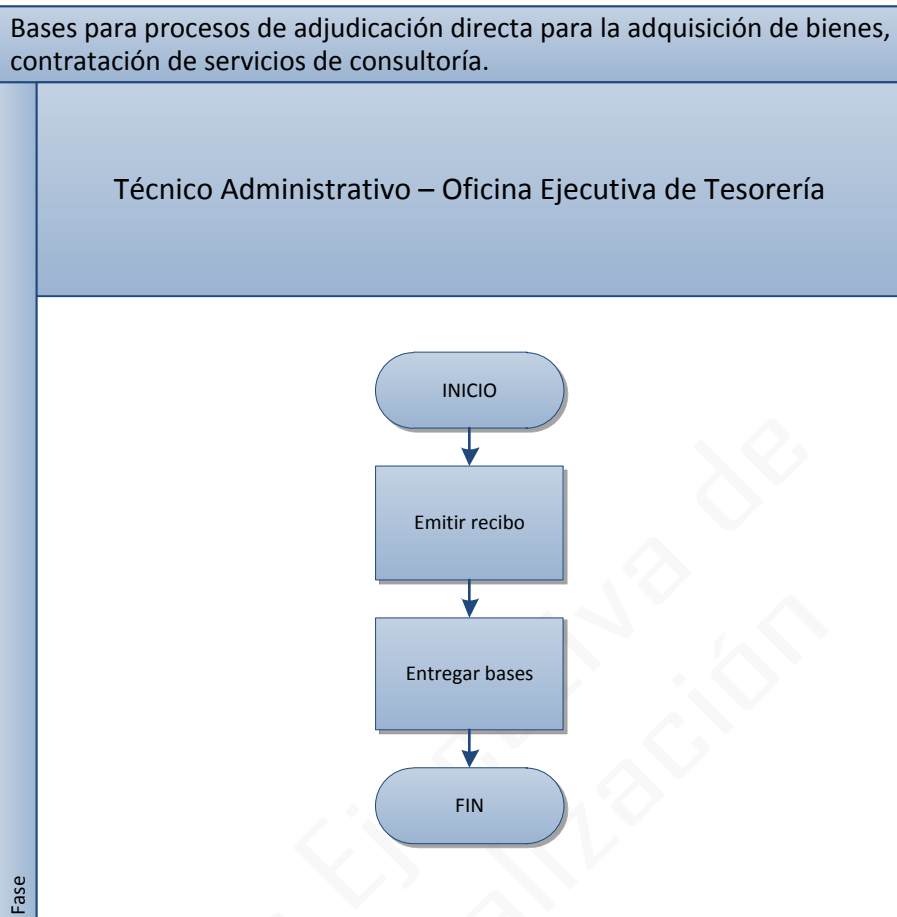 Bases para procesos de adjudicación directa para la adquisición de bienes,
contratación de servicios de consultoría.
Técnico Administrativo – Oficina Ejecutiva de Tesorería
INICIO
Emitir recibo
Entregar bases
FIN
Fase
de